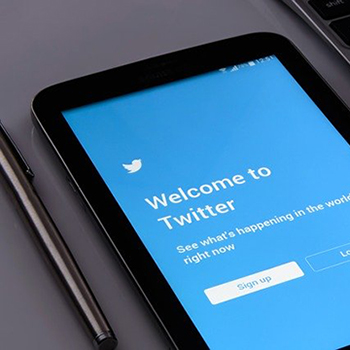 Welcome to
Twitter
See what's happening in the world
right now
Sign up